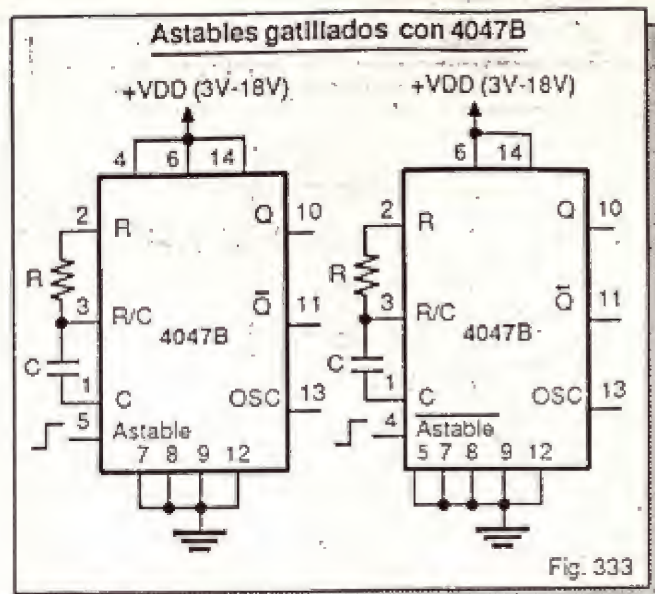 Astables gatillados con 4047B
+VDD (3V-18V)
4 6 14
2 R Q 10
R
3 R/C Q̅ 11
4047B
C
1 C OSC 13
5 Astable
7 8 9 12
+VDD (3V-18V)
6 14
2 R Q 10
R
3 R/C Q̅ 11
4047B
C
1 C OSC 13
4 Astable
5 7 8 9 12
Fig. 333